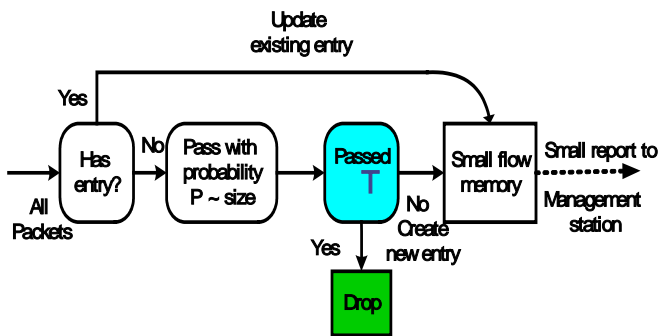 Update
existing entry
Yes
Has
entry?
No
Pass with
probability
P ~ size
Passed
T
Small flow
memory
Small report to
Management
station
All
Packets
No
Create
new entry
Yes
Drop